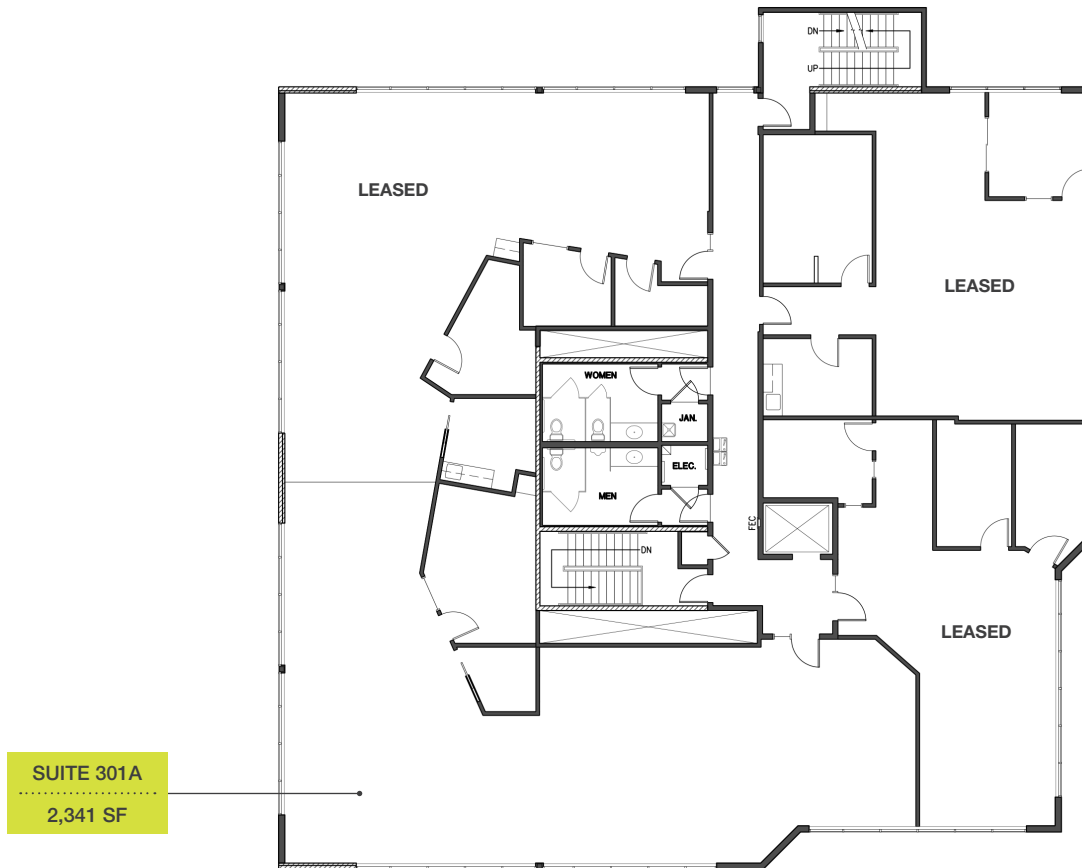 DN
UP
LEASED
LEASED
WOMEN
JAN.
ELEC.
MEN
FEC
DN
LEASED
SUITE 301A
2,341 SF